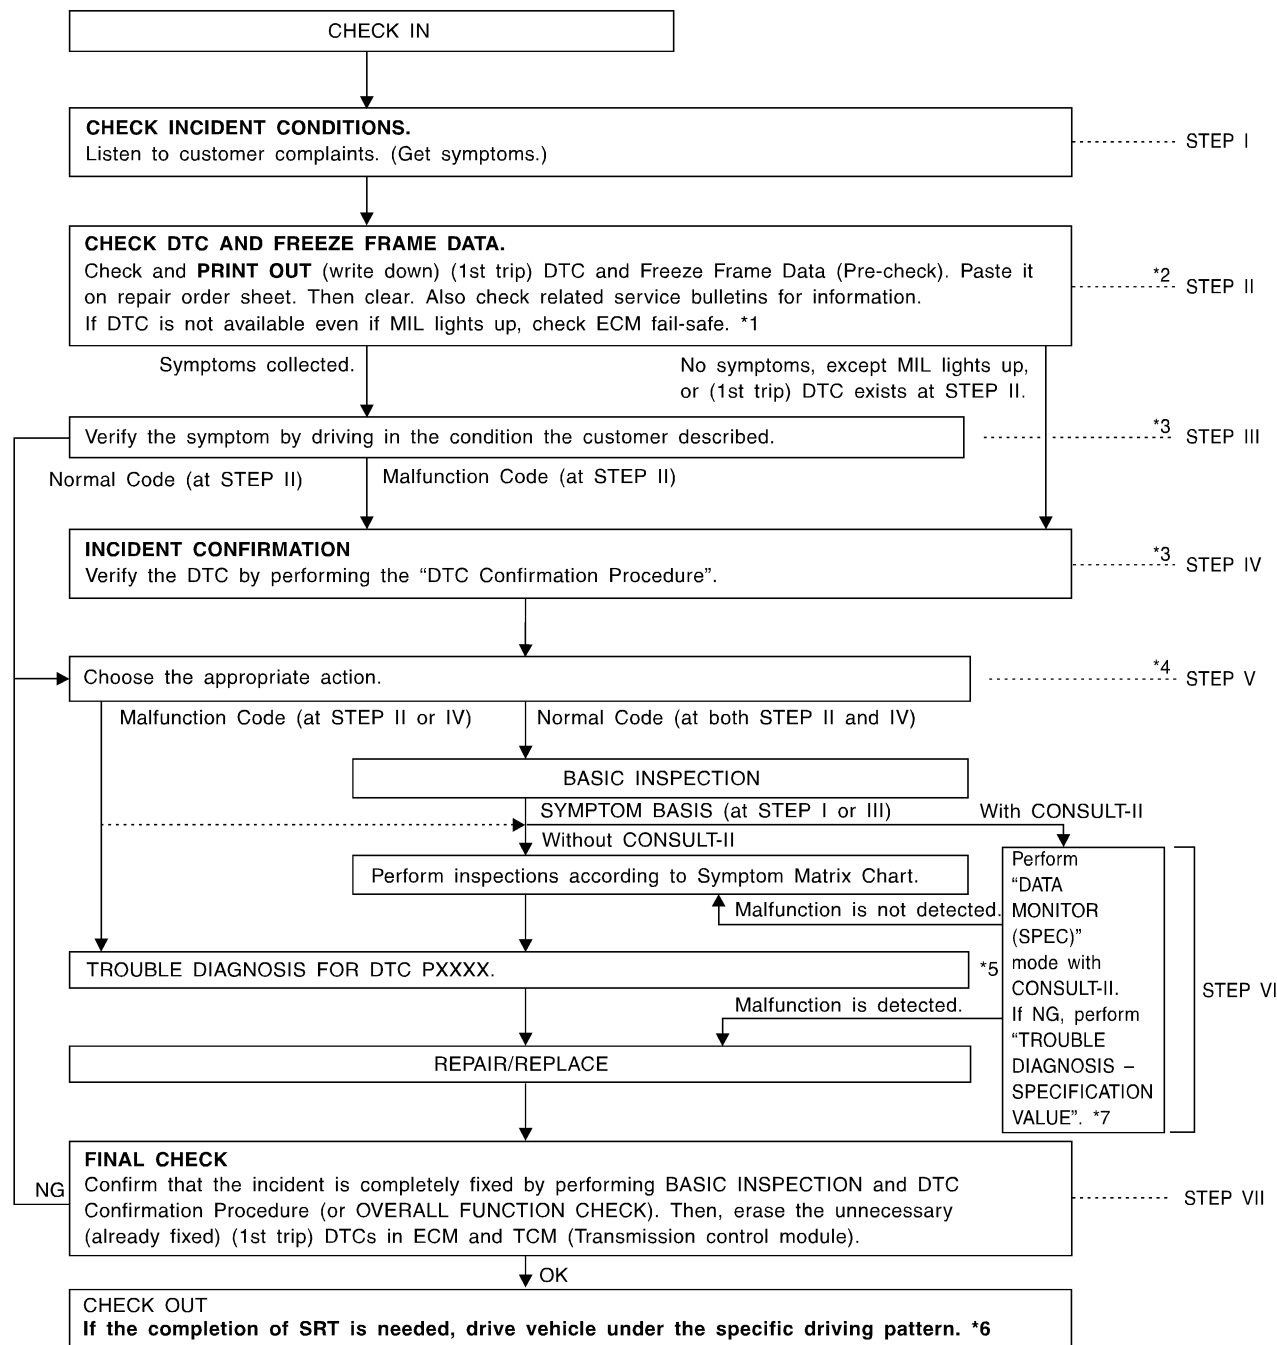 CHECK IN
CHECK INCIDENT CONDITIONS.
Listen to customer complaints. (Get symptoms.)
STEP I
CHECK DTC AND FREEZE FRAME DATA.
Check and PRINT OUT (write down) (1st trip) DTC and Freeze Frame Data (Pre-check). Paste it
on repair order sheet. Then clear. Also check related service bulletins for information.
If DTC is not available even if MIL lights up, check ECM fail-safe. *1
*2
STEP II
Symptoms collected.
No symptoms, except MIL lights up,
or (1st trip) DTC exists at STEP II.
Verify the symptom by driving in the condition the customer described.
*3
STEP III
Normal Code (at STEP II)
Malfunction Code (at STEP II)
INCIDENT CONFIRMATION
Verify the DTC by performing the “DTC Confirmation Procedure”.
*3
STEP IV
Choose the appropriate action.
*4
STEP V
Malfunction Code (at STEP II or IV)
Normal Code (at both STEP II and IV)
BASIC INSPECTION
SYMPTOM BASIS (at STEP I or III)
With CONSULT-II
Without CONSULT-II
Perform inspections according to Symptom Matrix Chart.
Malfunction is not detected.
TROUBLE DIAGNOSIS FOR DTC PXXXX.
*5
Malfunction is detected.
REPAIR/REPLACE
Perform
“DATA
MONITOR
(SPEC)”
mode with
CONSULT-II.
If NG, perform
“TROUBLE
DIAGNOSIS –
SPECIFICATION
VALUE”. *7
STEP VI
FINAL CHECK
Confirm that the incident is completely fixed by performing BASIC INSPECTION and DTC
Confirmation Procedure (or OVERALL FUNCTION CHECK). Then, erase the unnecessary
(already fixed) (1st trip) DTCs in ECM and TCM (Transmission control module).
NG
STEP VII
OK
CHECK OUT
If the completion of SRT is needed, drive vehicle under the specific driving pattern. *6